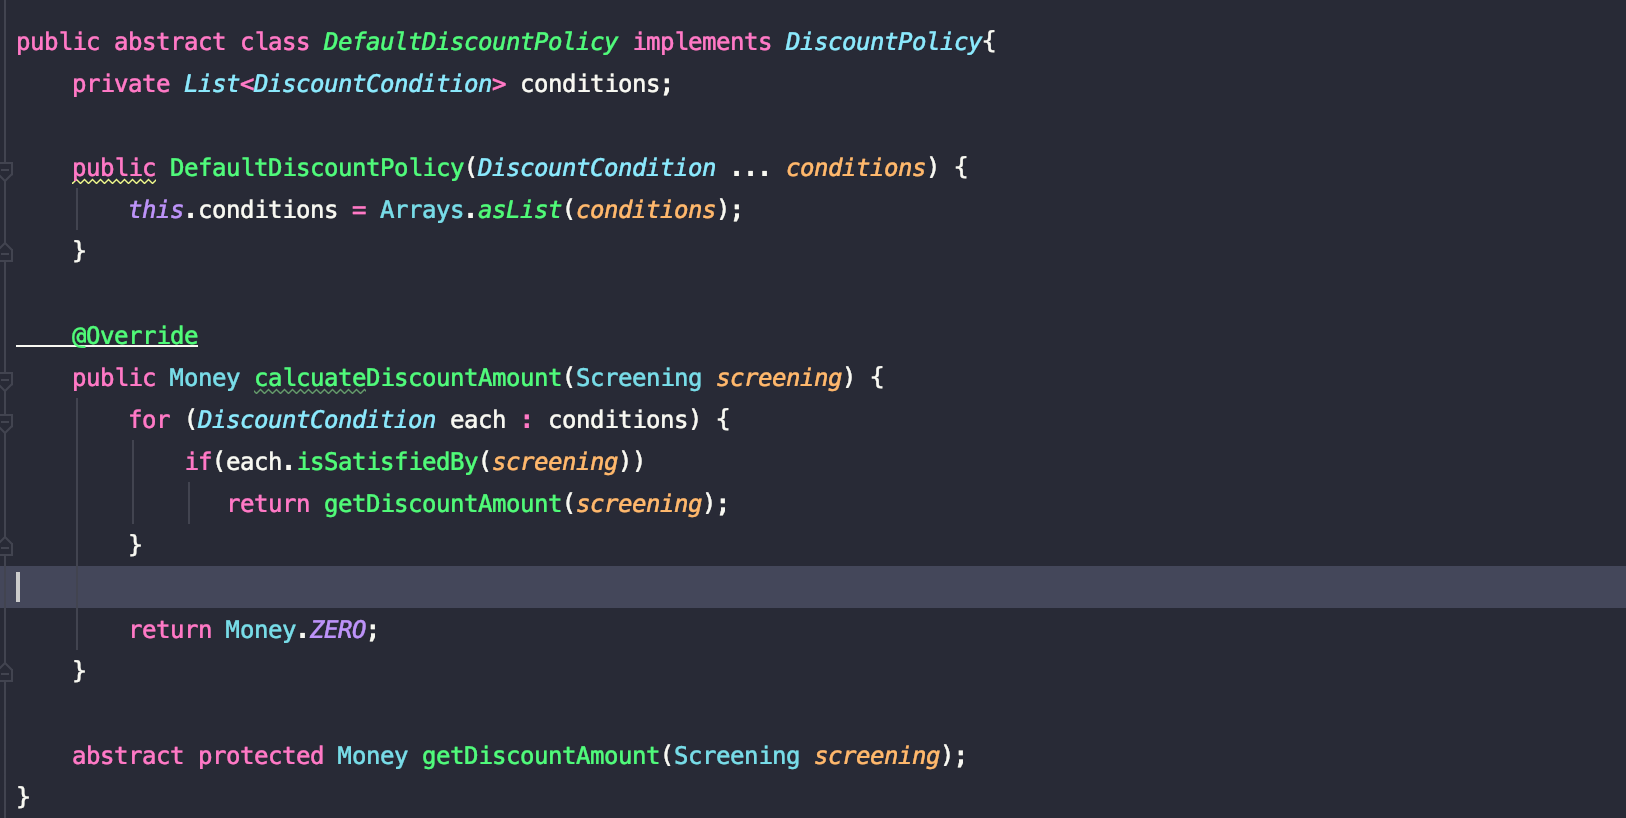 public abstract class DefaultDiscountPolicy implements DiscountPolicy{
    private List<DiscountCondition> conditions;
    public DefaultDiscountPolicy(DiscountCondition ... conditions) {
        this.conditions = Arrays.asList(conditions);
    }
    @Override
    public Money calcuateDiscountAmount(Screening screening) {
        for (DiscountCondition each : conditions) {
            if(each.isSatisfiedBy(screening))
               return getDiscountAmount(screening);
        }
        return Money.ZERO;
    }
    abstract protected Money getDiscountAmount(Screening screening);
}